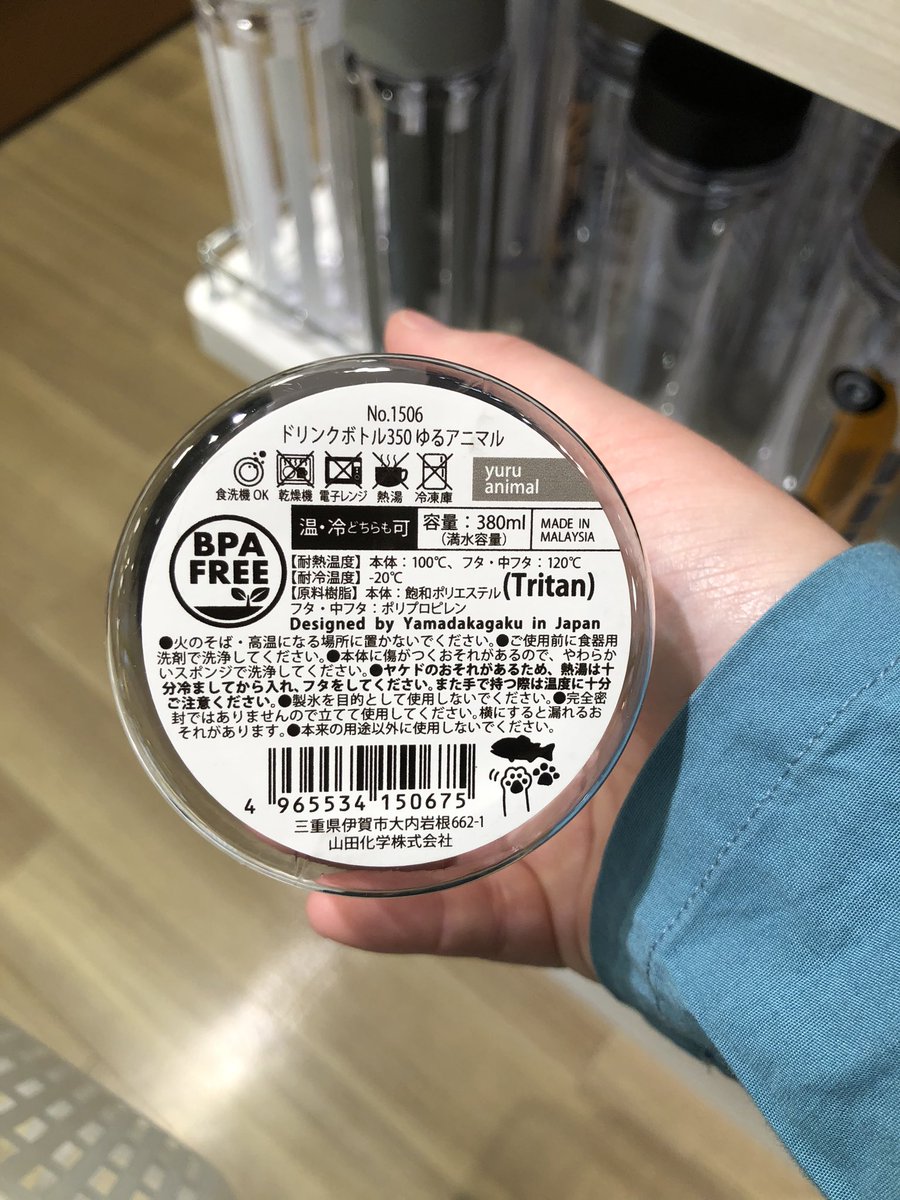 No.1506
ドリンクボトル350 ゆるアニマル
食洗機 OK 乾燥機 電子レンジ 熱湯 冷凍庫
yuru
animal
BPA
FREE
温・冷どちらも可
容量：380ml
(満水容量)
MADE IN
MALAYSIA
【耐熱温度】本体：100℃、フタ・中フタ：120℃
【耐冷温度】-20℃
【原料樹脂】本体：飽和ポリエステル(Tritan)
フタ・中フタ：ポリプロピレン
Designed by Yamadakagaku in Japan
●火のそば・高温になる場所に置かないでください。●ご使用前に食器用
洗剤で洗浄してください。●本体に傷がつくおそれがあるので、やわらか
いスポンジで洗浄してください。●ヤケドのおそれがあるため、熱湯は十
分冷ましてから入れ、フタをしてください。また手で持つ際は温度に十分
ご注意ください。●製氷を目的として使用しないでください。●完全密
封ではありませんので立てて使用してください。横にすると漏れるお
それがあります。●本来の用途以外に使用しないでください。
4 965534 150675
三重県伊賀市大内岩根662-1
山田化学株式会社